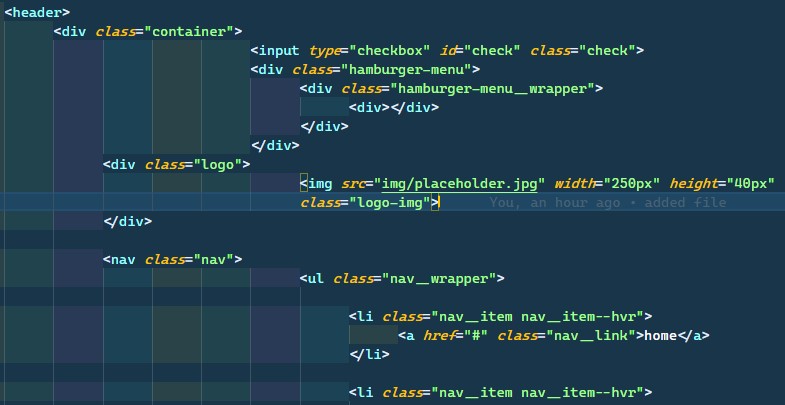 <header>
<div class="container">
<input type="checkbox" id="check" class="check">
<div class="hamburger-menu">
<div class="hamburger-menu__wrapper">
<div></div>
</div>
</div>
<div class="logo">
<img src="img/placeholder.jpg" width="250px" height="40px"
class="logo-img"> You, an hour ago • added file
</div>
<nav class="nav">
<ul class="nav__wrapper">
<li class="nav__item nav__item--hvr">
<a href="#" class="nav__link">home</a>
</li>
<li class="nav__item nav__item--hvr">